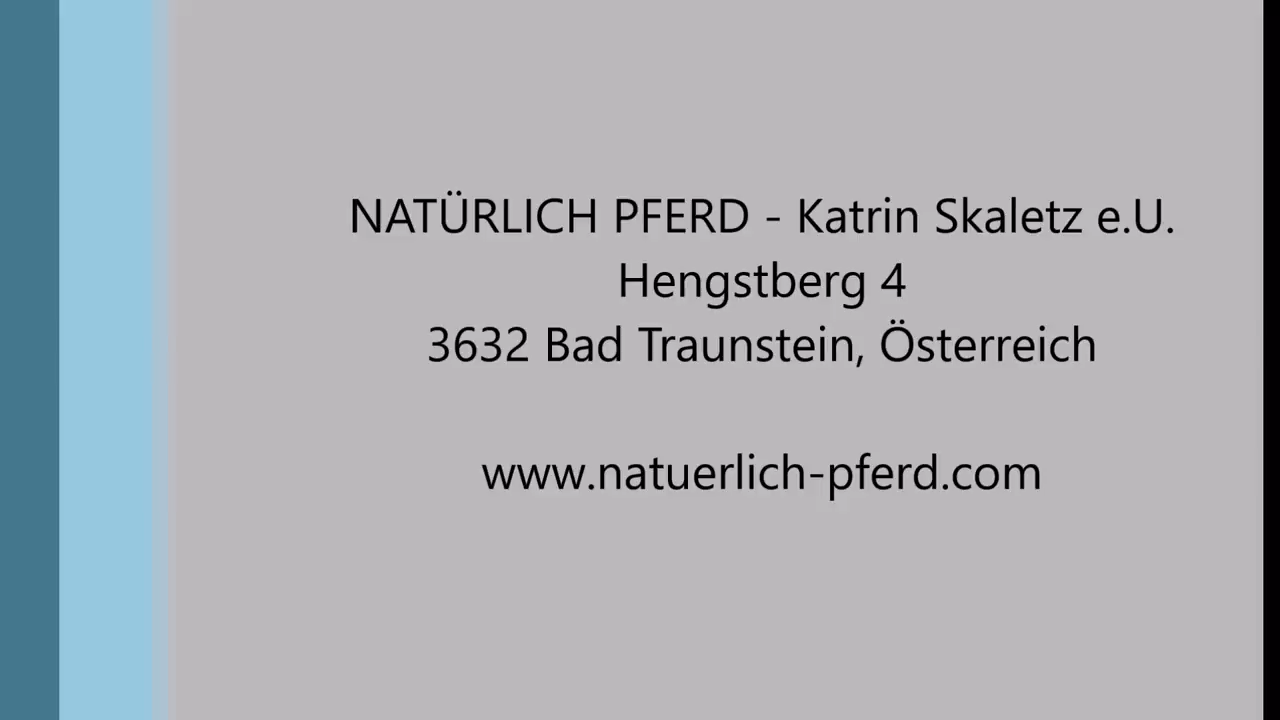 NATÜRLICH PFERD - Katrin Skaletz e.U.
Hengstberg 4
3632 Bad Traunstein, Österreich
www.natuerlich-pferd.com